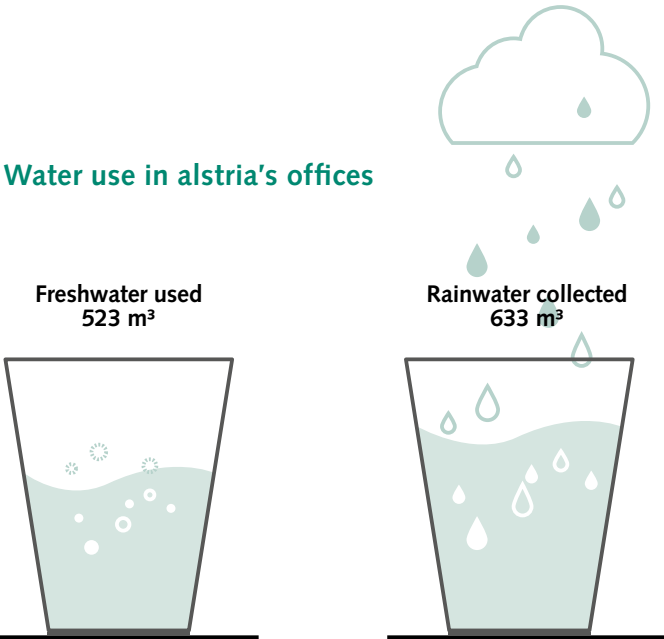 Water use in alstria's offices
Freshwater used
523 m³
Rainwater collected
633 m³